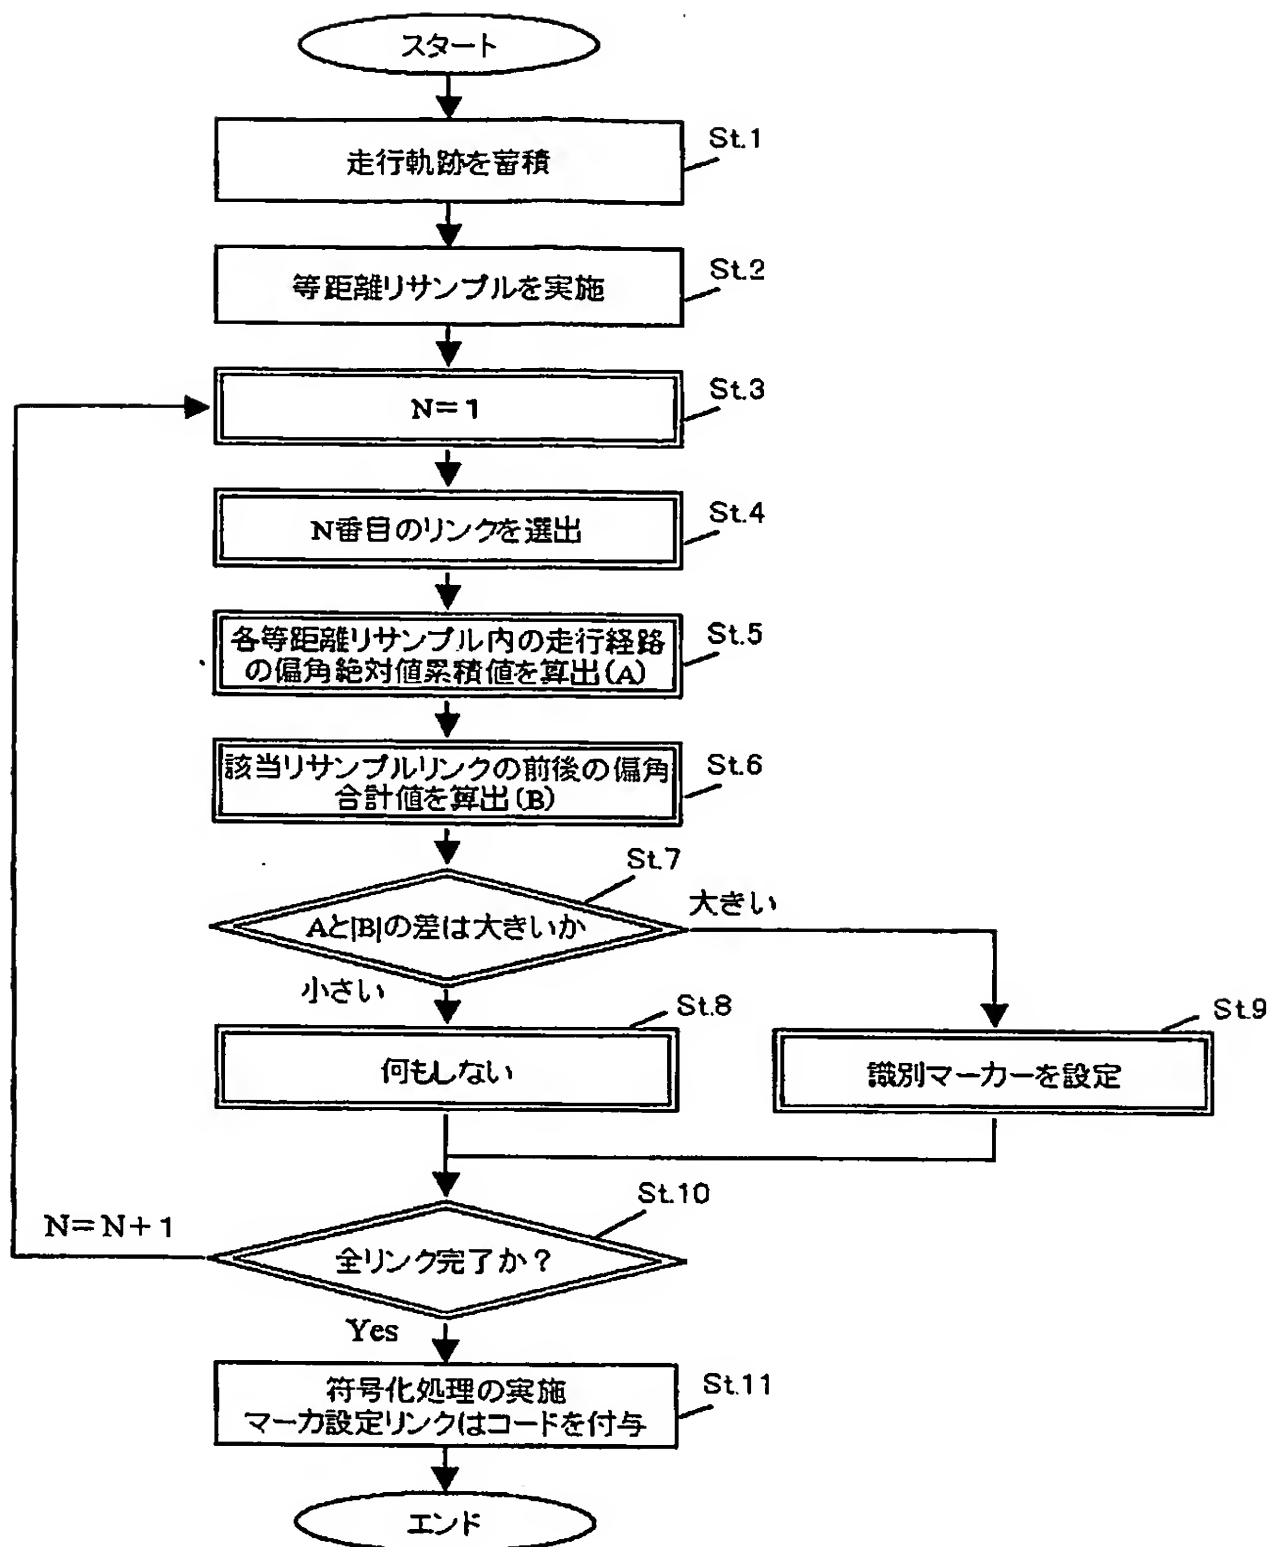 スタート
走行軌跡を蓄積
St.1
等距離リサンプルを実施
St.2
N=1
St.3
N番目のリンクを選出
St.4
各等距離リサンプル内の走行経路
の偏角絶対値累積値を算出(A)
St.5
該当リサンプルリンクの前後の偏角
合計値を算出(B)
St.6
St.7
Aと|B|の差は大きいか
大きい
小さい
St.8
何もしない
St.9
識別マーカーを設定
St.10
N=N+1
全リンク完了か?
Yes
符号化処理の実施
マーカ設定リンクはコードを付与
St.11
エンド